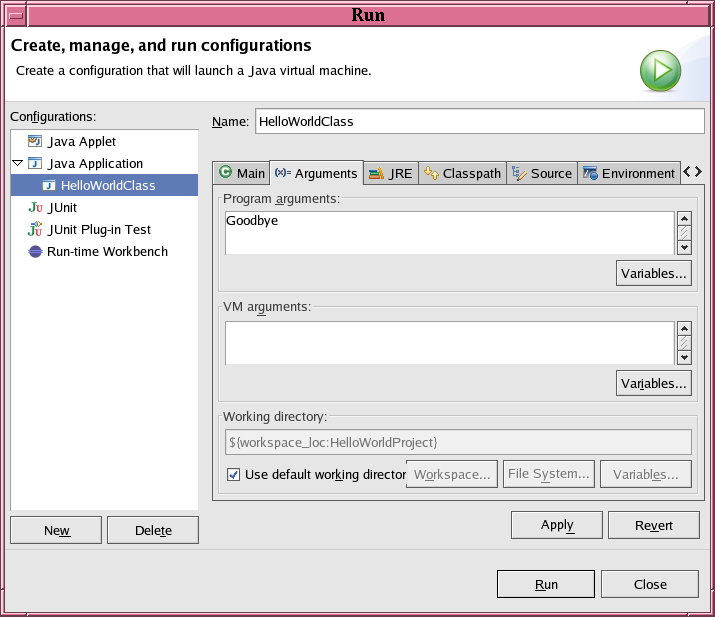 Run
Create, manage, and run configurations
Create a configuration that will launch a Java virtual machine.
Configurations:
Java Applet
Java Application
HelloWorldClass
JUnit
JUnit Plug-in Test
Run-time Workbench
New
Delete
Name: HelloWorldClass
Main (x)= Arguments JRE Classpath Source Environment
Program arguments:
Goodbye
Variables...
VM arguments:
Variables...
Working directory:
${workspace_loc:HelloWorldProject}
Use default working director Workspace... File System... Variables...
Apply Revert
Run Close